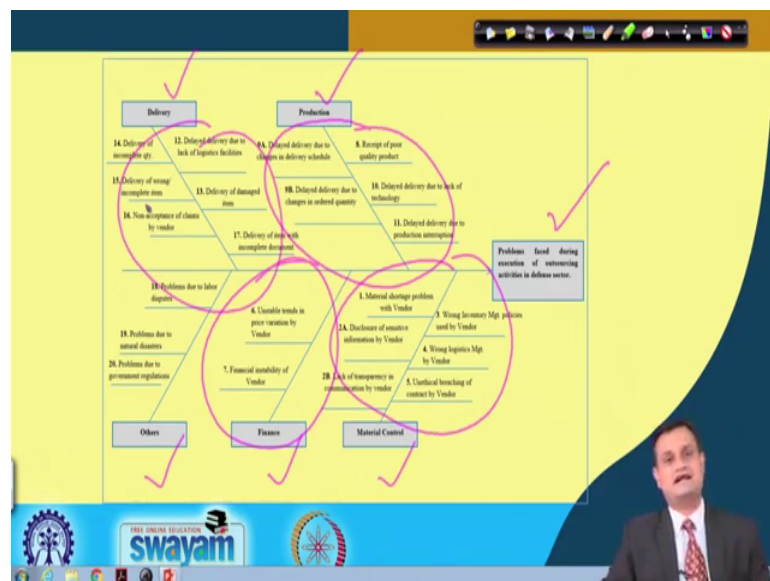 Delivery
Production
14. Delivery of
incomplete qty.
12. Delayed delivery due to
lack of logistics facilities
15. Delivery of wrong/
incomplete item
13. Delivery of damaged
item
16. Non-acceptance of claims
by vendor
17. Delivery of item with
incomplete document
9A. Delayed delivery due to
changes in delivery schedule
8. Receipt of poor
quality product
9B. Delayed delivery due to
changes in ordered quantity
10. Delayed delivery due to lack of
technology
11. Delayed delivery due to
production interruption
Problems faced during
execution of outsourcing
activities in defense sector.
18. Problems due to labor
disputes
19. Problems due to
natural disasters
20. Problems due to
government regulations
6. Unstable trends in
price variation by
Vendor
7. Financial instability of
Vendor
1. Material shortage problem
with Vendor
2A. Disclosure of sensitive
information by Vendor
2B. Lack of transparency in
communication by vendor
3. Wrong Inventory Mgt. policies
used by Vendor
4. Wrong logistics Mgt
by Vendor
5. Unethical breaching of
contract by Vendor
Others
Finance
Material Control
FREE ONLINE EDUCATION
swayam